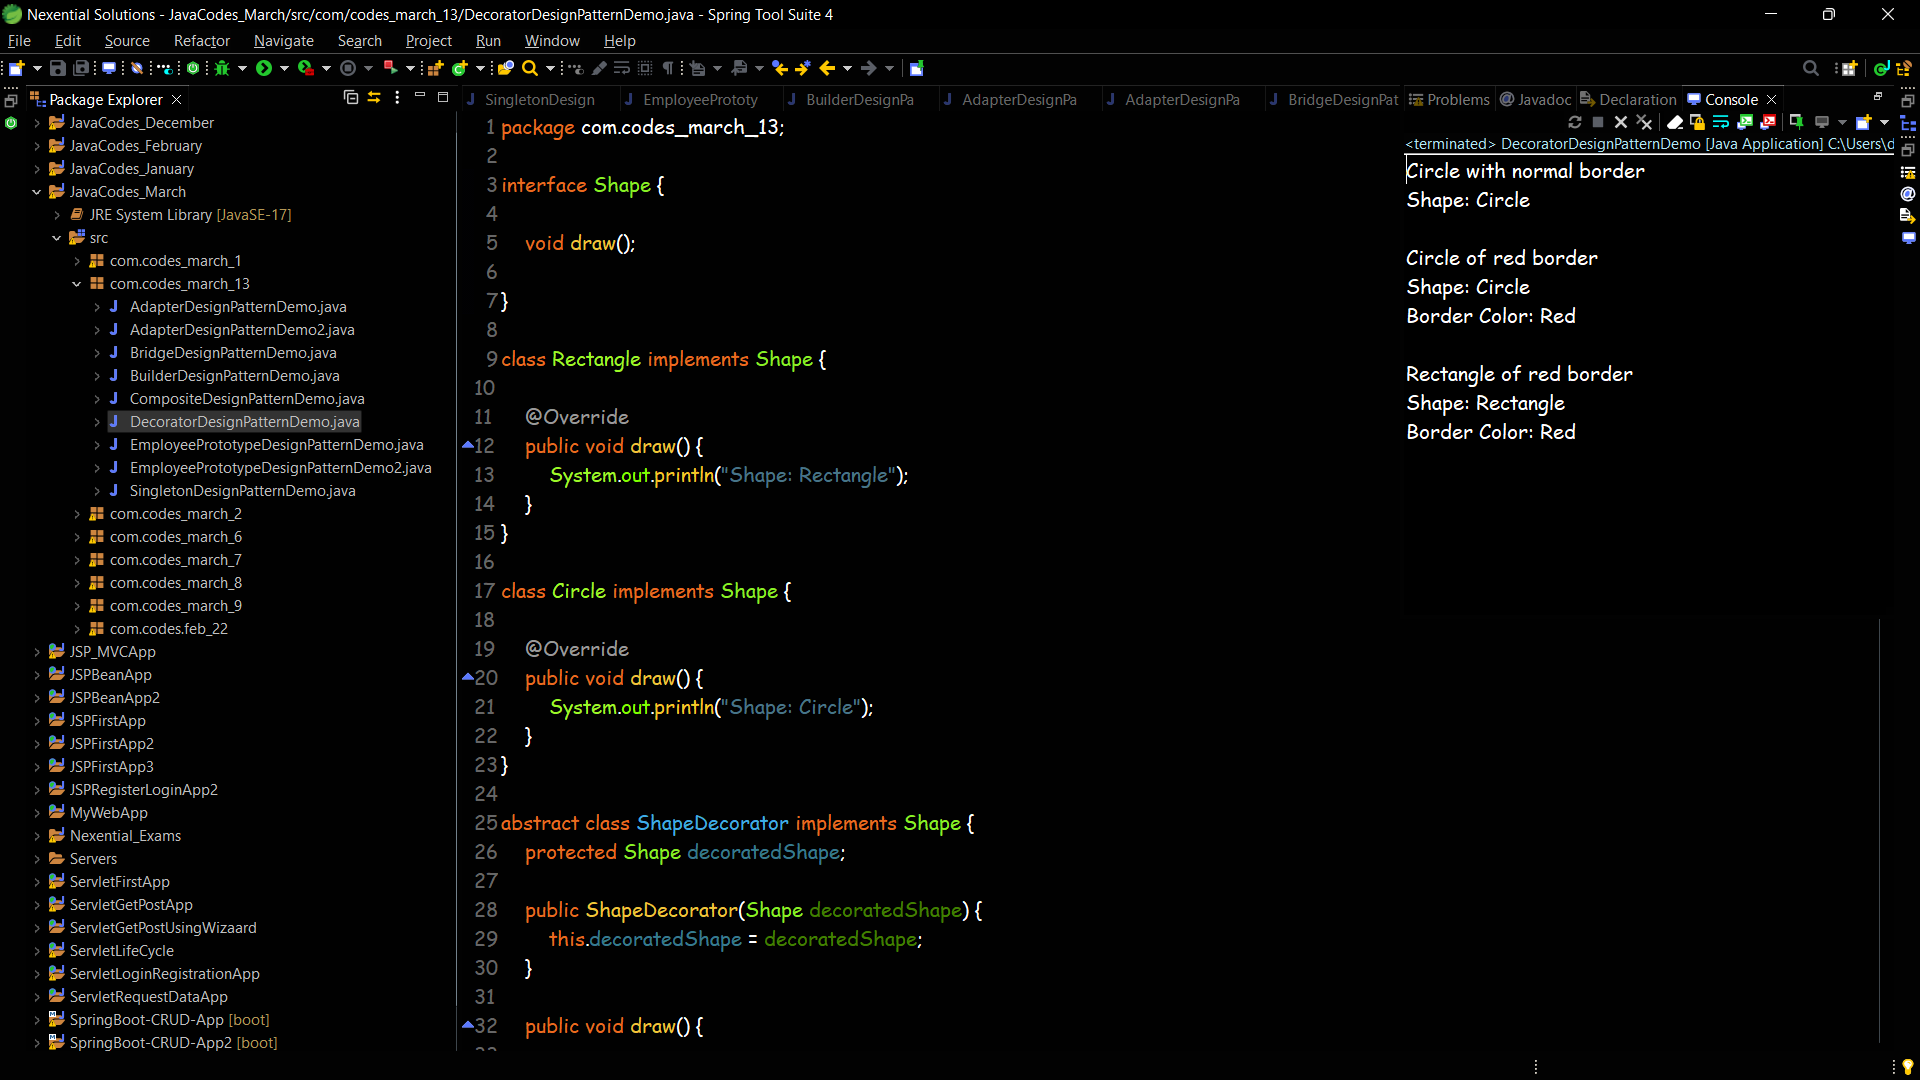 Nexential Solutions - JavaCodes_March/src/com/codes_march_13/DecoratorDesignPatternDemo.java - Spring Tool Suite 4
File Edit Source Refactor Navigate Search Project Run Window Help
Package Explorer
JavaCodes_December
JavaCodes_February
JavaCodes_January
JavaCodes_March
JRE System Library [JavaSE-17]
src
com.codes_march_1
com.codes_march_13
AdapterDesignPatternDemo.java
AdapterDesignPatternDemo2.java
BridgeDesignPatternDemo.java
BuilderDesignPatternDemo.java
CompositeDesignPatternDemo.java
DecoratorDesignPatternDemo.java
EmployeePrototypeDesignPatternDemo.java
EmployeePrototypeDesignPatternDemo2.java
SingletonDesignPatternDemo.java
com.codes_march_2
com.codes_march_6
com.codes_march_7
com.codes_march_8
com.codes_march_9
com.codes.feb_22
JSP_MVCApp
JSPBeanApp
JSPBeanApp2
JSPFirstApp
JSPFirstApp2
JSPFirstApp3
JSPRegisterLoginApp2
MyWebApp
Nexential_Exams
Servers
ServletFirstApp
ServletGetPostApp
ServletGetPostUsingWizaard
ServletLifeCycle
ServletLoginRegistrationApp
ServletRequestDataApp
SpringBoot-CRUD-App [boot]
SpringBoot-CRUD-App2 [boot]
SingletonDesign EmployeePrototy BuilderDesignPa AdapterDesignPa AdapterDesignPa BridgeDesignPat
1 package com.codes_march_13;
2
3 interface Shape {
4
5 void draw();
6
7 }
8
9 class Rectangle implements Shape {
10
11 @Override
12 public void draw() {
13 System.out.println("Shape: Rectangle");
14 }
15 }
16
17 class Circle implements Shape {
18
19 @Override
20 public void draw() {
21 System.out.println("Shape: Circle");
22 }
23 }
24
25 abstract class ShapeDecorator implements Shape {
26 protected Shape decoratedShape;
27
28 public ShapeDecorator(Shape decoratedShape) {
29 this.decoratedShape = decoratedShape;
30 }
31
32 public void draw() {
Problems Javadoc Declaration Console
<terminated> DecoratorDesignPatternDemo [Java Application] C:\Users\d
Circle with normal border
Shape: Circle
Circle of red border
Shape: Circle
Border Color: Red
Rectangle of red border
Shape: Rectangle
Border Color: Red